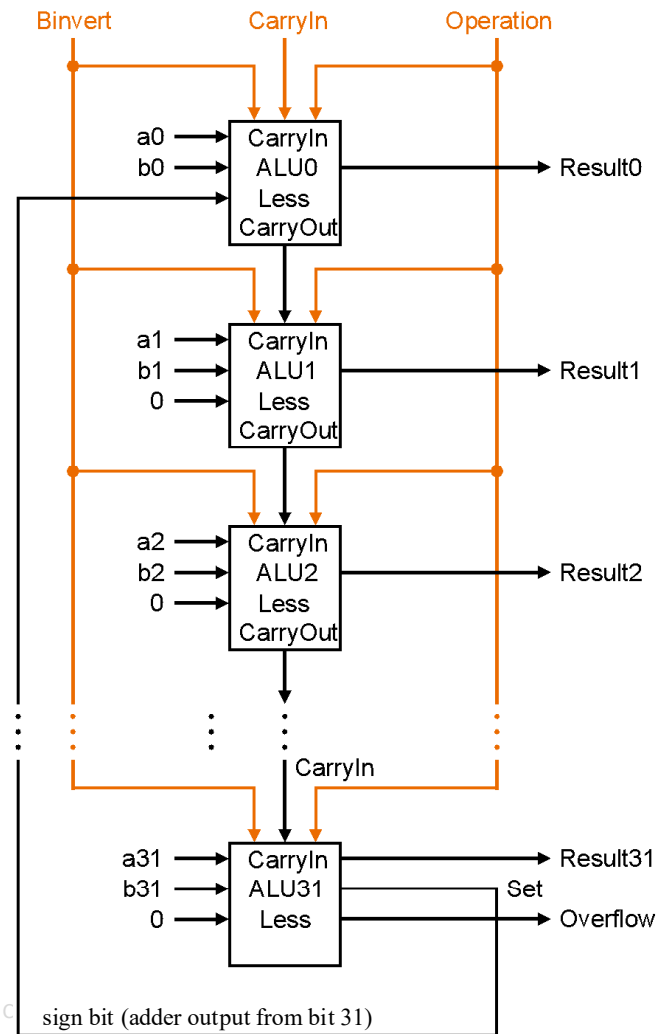 Binvert CarryIn Operation
a0 CarryIn
b0 ALU0 Result0
Less
CarryOut
a1 CarryIn
b1 ALU1 Result1
0 Less
CarryOut
a2 CarryIn
b2 ALU2 Result2
0 Less
CarryOut
CarryIn
a31 CarryIn Result31
b31 ALU31 Set
0 Less Overflow
C sign bit (adder output from bit 31)